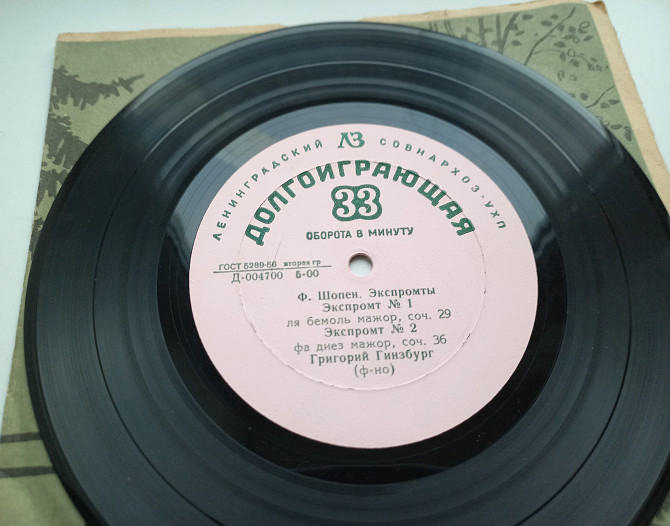 ЛЕНИНГРАДСКИЙ ЛЗ СОВНАРХОЗ-УХП
ДОЛГОИГРАЮЩАЯ
33
ОБОРОТА В МИНУТУ
ГОСТ 5289-56 вторая гр
Д-004700 5-00
Ф. Шопен. Экспромты
Экспромт № 1
ля бемоль мажор, соч. 29
Экспромт № 2
фа диез мажор, соч. 36
Григорий Гинзбург
(ф-но)